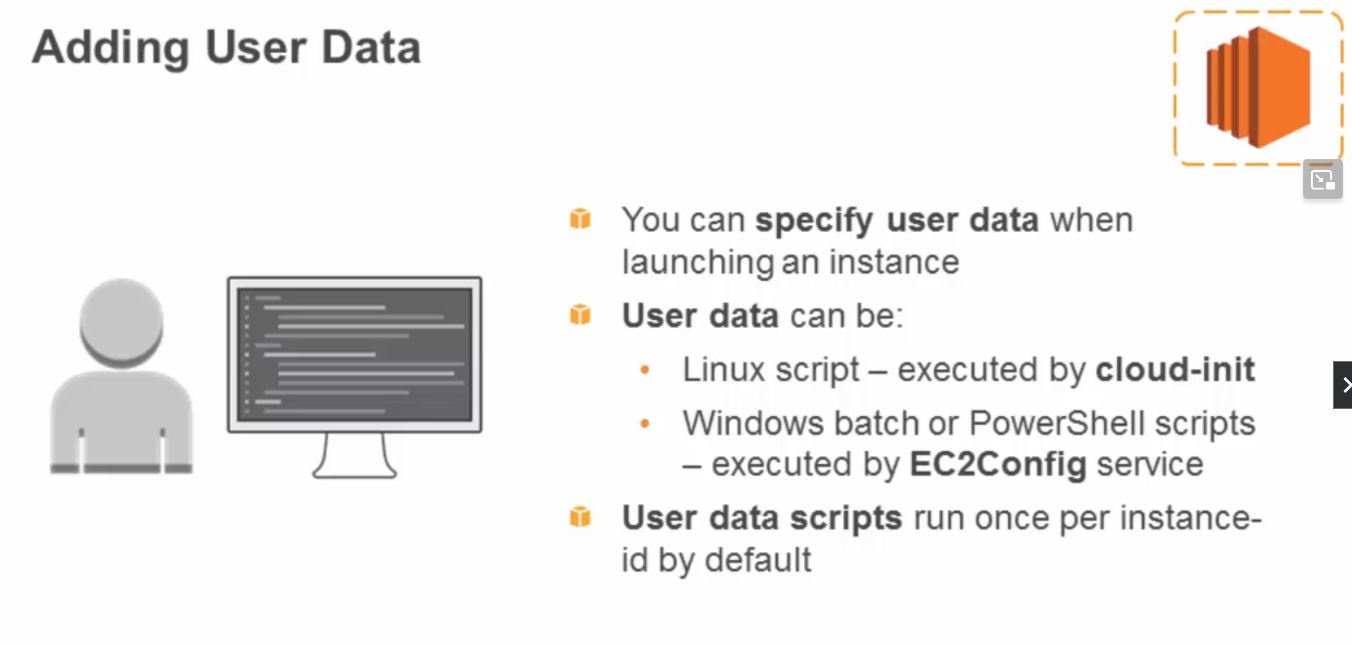 Adding User Data
You can specify user data when
launching an instance
User data can be:
• Linux script – executed by cloud-init
• Windows batch or PowerShell scripts
– executed by EC2Config service
User data scripts run once per instance-
id by default